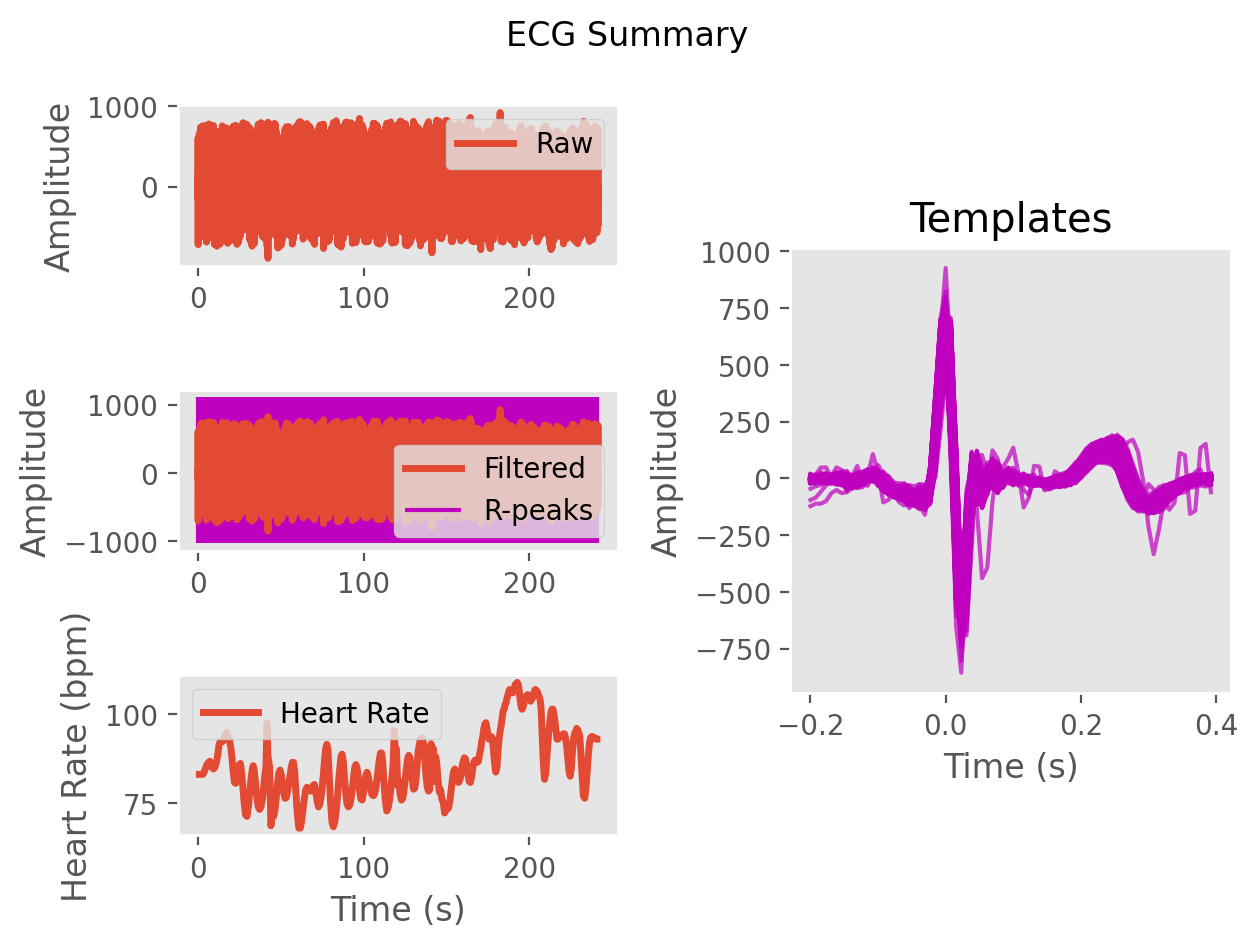 ECG Summary
Amplitude
1000
0
Raw
0
100
200
Amplitude
1000
0
−1000
Filtered
R-peaks
0
100
200
Heart Rate (bpm)
100
75
Heart Rate
0
100
200
Time (s)
Templates
Amplitude
1000
750
500
250
0
−250
−500
−750
−0.2
0.0
0.2
0.4
Time (s)